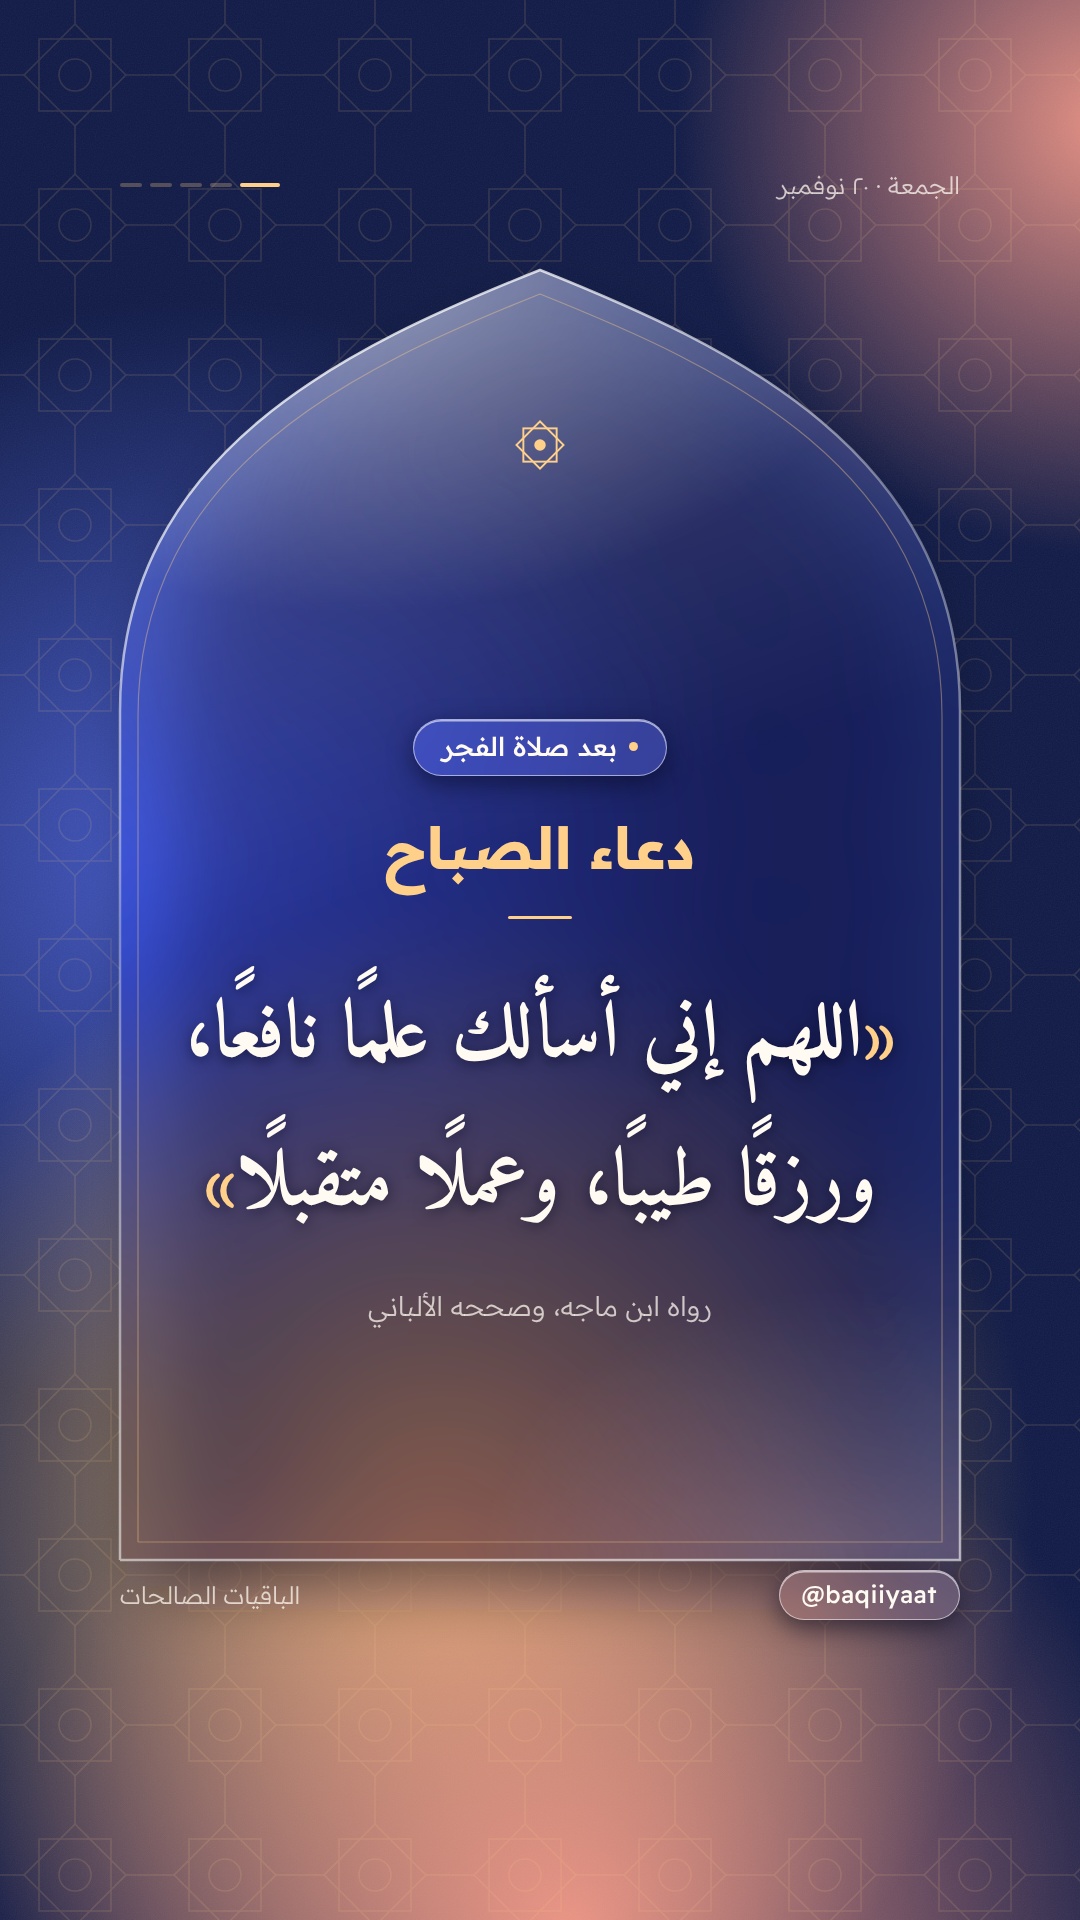 الجمعة · ٢٠ نوفمبر
بعد صلاة الفجر
دعاء الصباح
«اللهم إني أسألك علمًا نافعًا،
ورزقًا طيبًا، وعملًا متقبلًا»
رواه ابن ماجه، وصححه الألباني
@baqiiyaat
الباقيات الصالحات